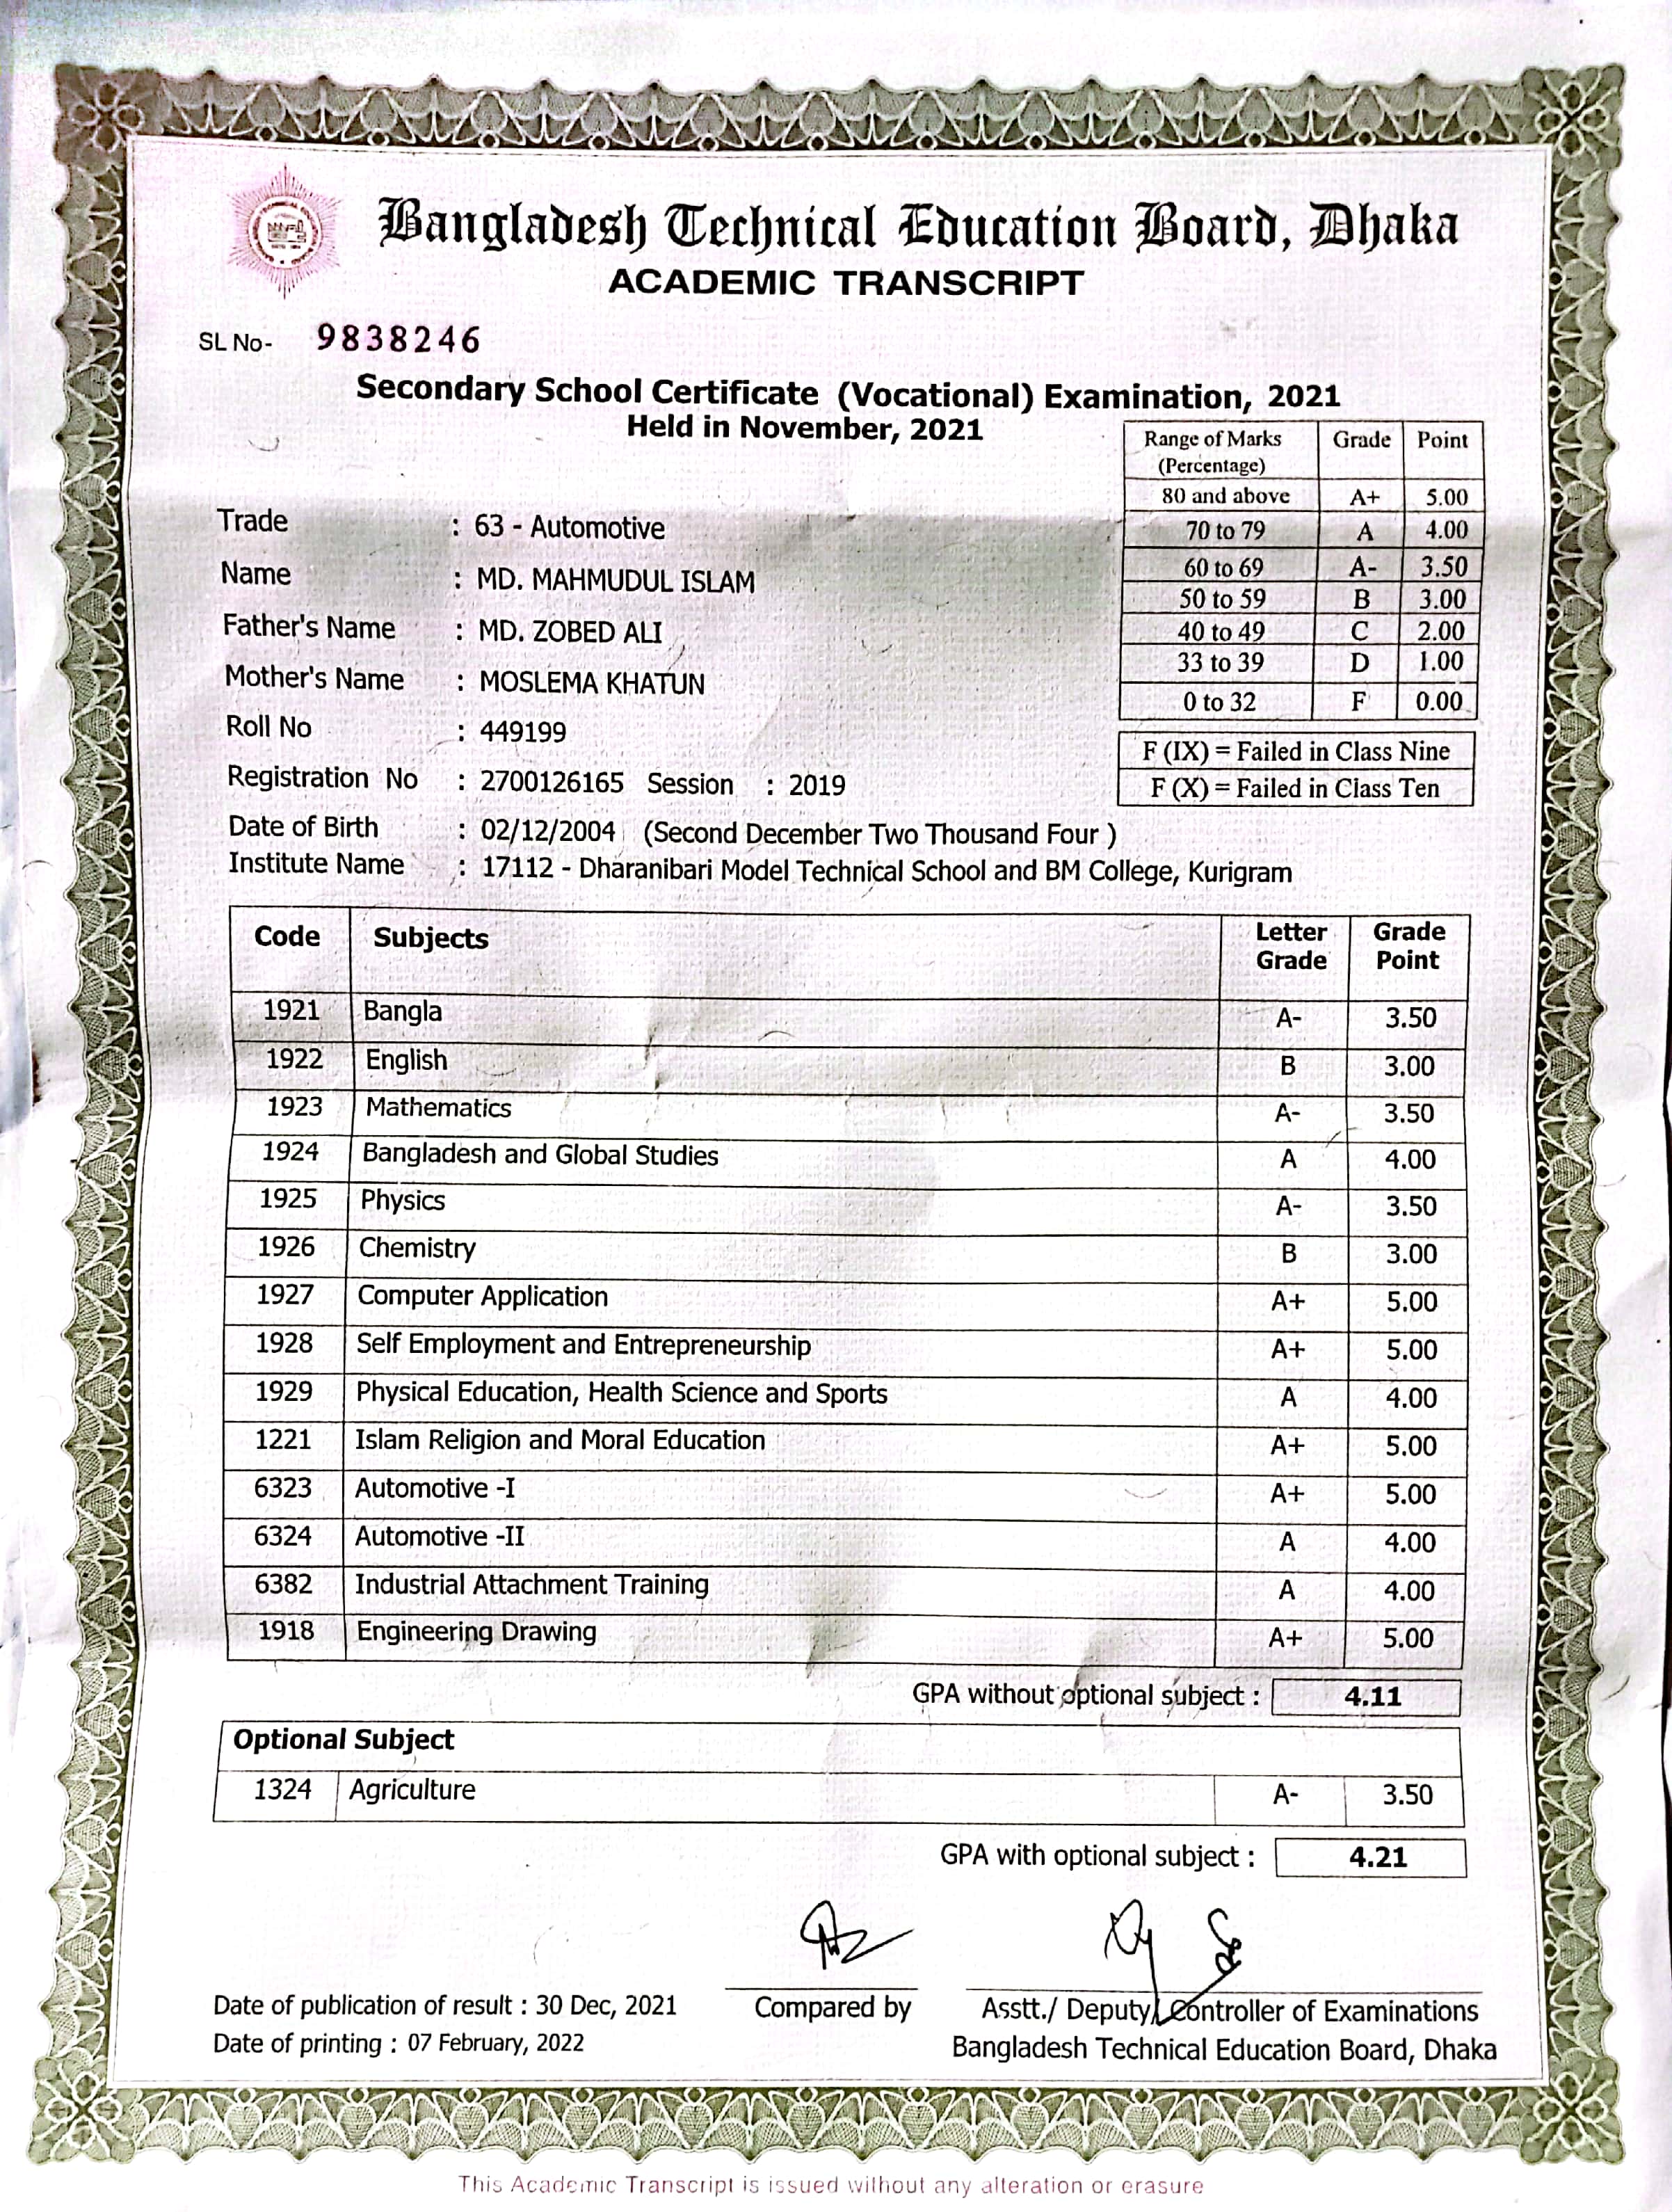 Bangladesh Technical Education Board, Dhaka
ACADEMIC TRANSCRIPT
SL No- 9838246
Secondary School Certificate (Vocational) Examination, 2021
Held in November, 2021
Range of Marks (Percentage) Grade Point
80 and above A+ 5.00
70 to 79 A 4.00
60 to 69 A- 3.50
50 to 59 B 3.00
40 to 49 C 2.00
33 to 39 D 1.00
0 to 32 F 0.00
F (IX) = Failed in Class Nine
F (X) = Failed in Class Ten
Trade : 63 - Automotive
Name : MD. MAHMUDUL ISLAM
Father's Name : MD. ZOBED ALI
Mother's Name : MOSLEMA KHATUN
Roll No : 449199
Registration No : 2700126165 Session : 2019
Date of Birth : 02/12/2004 (Second December Two Thousand Four )
Institute Name : 17112 - Dharanibari Model Technical School and BM College, Kurigram
Code Subjects Letter Grade Grade Point
1921 Bangla A- 3.50
1922 English B 3.00
1923 Mathematics A- 3.50
1924 Bangladesh and Global Studies A 4.00
1925 Physics A- 3.50
1926 Chemistry B 3.00
1927 Computer Application A+ 5.00
1928 Self Employment and Entrepreneurship A+ 5.00
1929 Physical Education, Health Science and Sports A 4.00
1221 Islam Religion and Moral Education A+ 5.00
6323 Automotive -I A+ 5.00
6324 Automotive -II A 4.00
6382 Industrial Attachment Training A 4.00
1918 Engineering Drawing A+ 5.00
GPA without optional subject : 4.11
Optional Subject
1324 Agriculture A- 3.50
GPA with optional subject : 4.21
Date of publication of result : 30 Dec, 2021
Date of printing : 07 February, 2022
Compared by
Asstt./ Deputy/ Controller of Examinations
Bangladesh Technical Education Board, Dhaka
This Academic Transcript is issued without any alteration or erasure